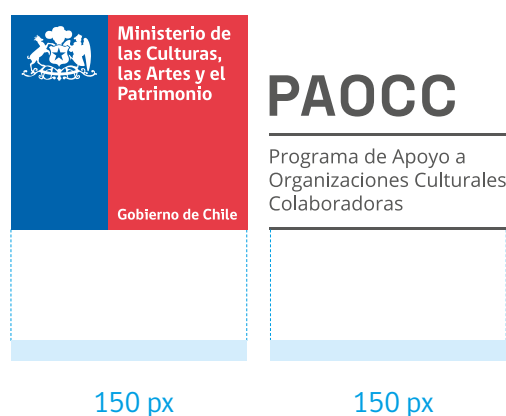 Ministerio de
las Culturas,
las Artes y el
Patrimonio
Gobierno de Chile
PAOCC
Programa de Apoyo a
Organizaciones Culturales
Colaboradoras
150 px
150 px